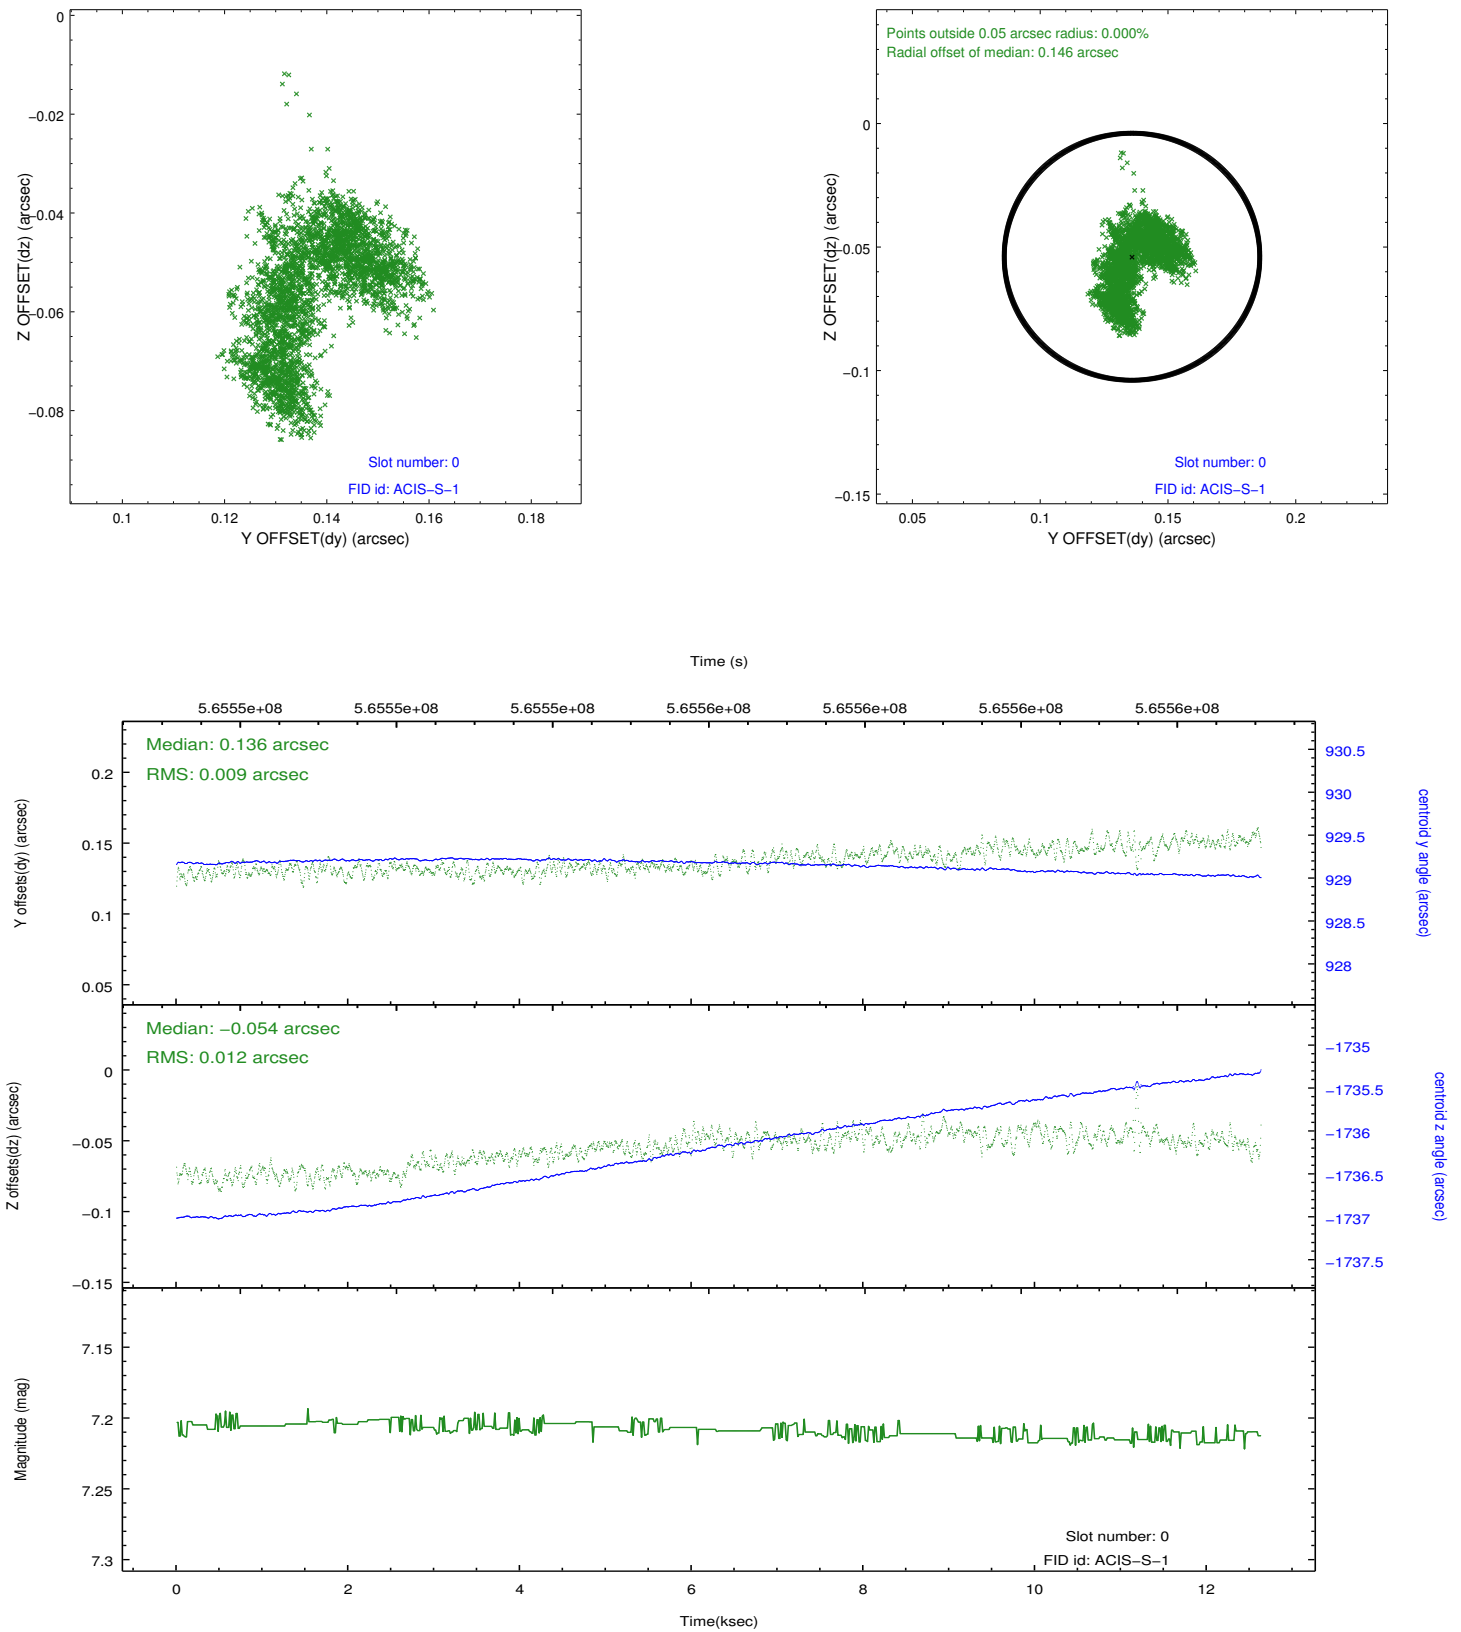 0
−0.02
−0.04
−0.06
−0.08
Z OFFSET(dz) (arcsec)
0.1
0.12
0.14
0.16
0.18
Y OFFSET(dy) (arcsec)
Slot number: 0
FID id: ACIS−S−1
Points outside 0.05 arcsec radius: 0.000%
Radial offset of median: 0.146 arcsec
0
−0.05
−0.1
−0.15
Z OFFSET(dz) (arcsec)
Slot number: 0
FID id: ACIS−S−1
0.05
0.1
0.15
0.2
Y OFFSET(dy) (arcsec)
Time (s)
5.6555e+08
5.6555e+08
5.6555e+08
5.6556e+08
5.6556e+08
5.6556e+08
5.6556e+08
Median: 0.136 arcsec
RMS: 0.009 arcsec
0.2
0.15
0.1
0.05
Y offsets(dy) (arcsec)
930.5
930
929.5
929
928.5
928
centroid y angle (arcsec)
Median: −0.054 arcsec
RMS: 0.012 arcsec
0
−0.05
−0.1
−0.15
Z offsets(dz) (arcsec)
−1735
−1735.5
−1736
−1736.5
−1737
−1737.5
centroid z angle (arcsec)
7.15
7.2
7.25
7.3
Magnitude (mag)
Slot number: 0
FID id: ACIS−S−1
0
2
4
6
8
10
12
Time(ksec)